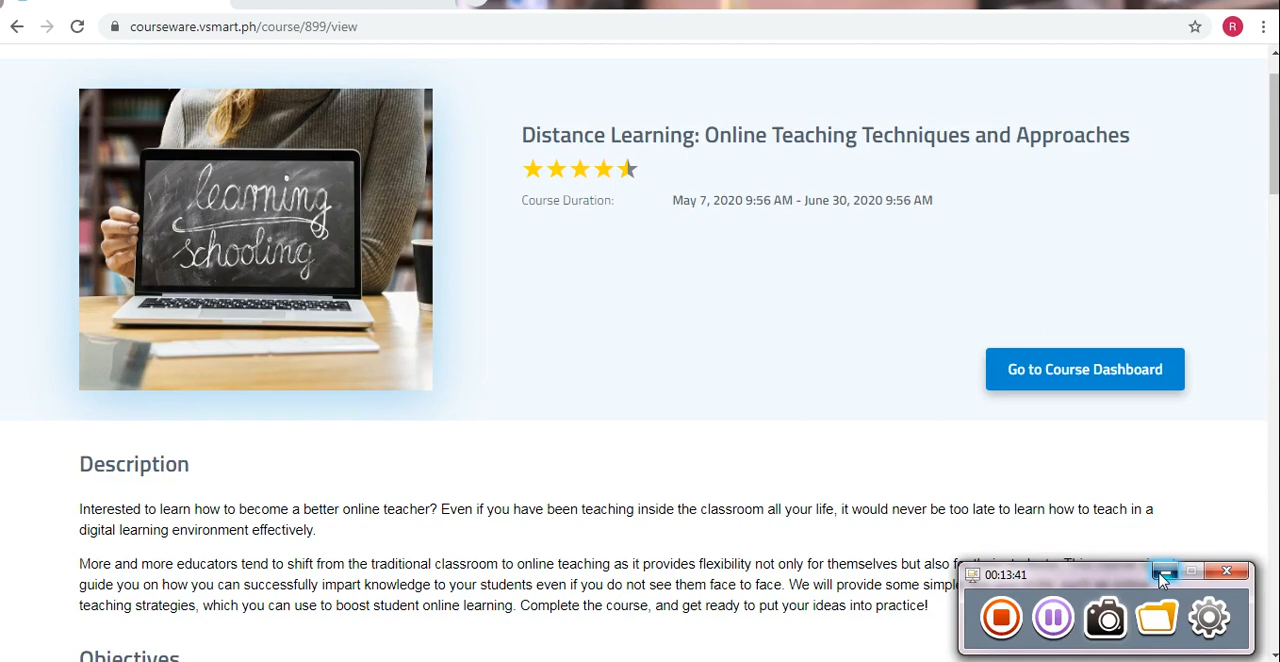 courseware.vsmart.ph/course/899/view
R
learning
schooling
Distance Learning: Online Teaching Techniques and Approaches
Course Duration: May 7, 2020 9:56 AM - June 30, 2020 9:56 AM
Go to Course Dashboard
Description
Interested to learn how to become a better online teacher? Even if you have been teaching inside the classroom all your life, it would never be too late to learn how to teach in a
digital learning environment effectively.
More and more educators tend to shift from the traditional classroom to online teaching as it provides flexibility not only for themselves but also
guide you on how you can successfully impart knowledge to your students even if you do not see them face to face. We will provide some
teaching strategies, which you can use to boost student online learning. Complete the course, and get ready to put your ideas into practice!
00:13:41
Objectives